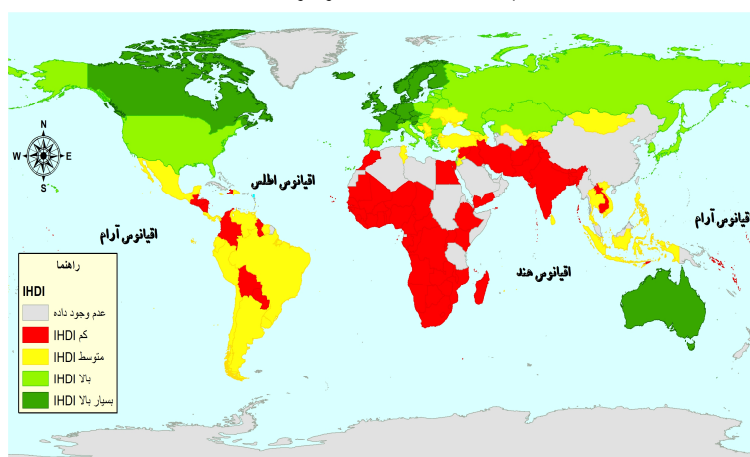 N
W E
S
اقیانوس اطلس
اقیانوس آرام
اقیانوس آرام
اقیانوس هند
راهنما
IHDI
عدم وجود داده
کم IHDI
متوسط IHDI
بالا IHDI
بسیار بالا IHDI